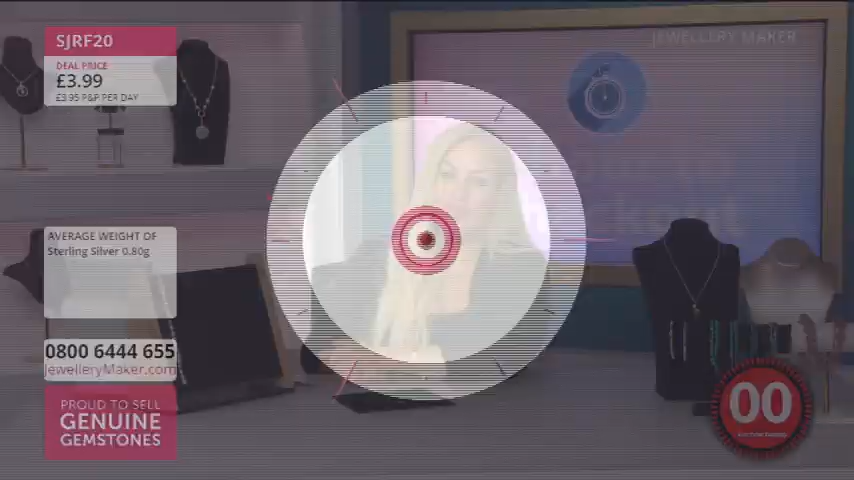 SJRF20
DEAL PRICE
£3.99
£3.95 P&P PER DAY
JEWELLERY MAKER
AVERAGE WEIGHT OF
Sterling Silver 0.80g
0800 6444 655
JewelleryMaker.com
PROUD TO SELL
GENUINE
GEMSTONES
00